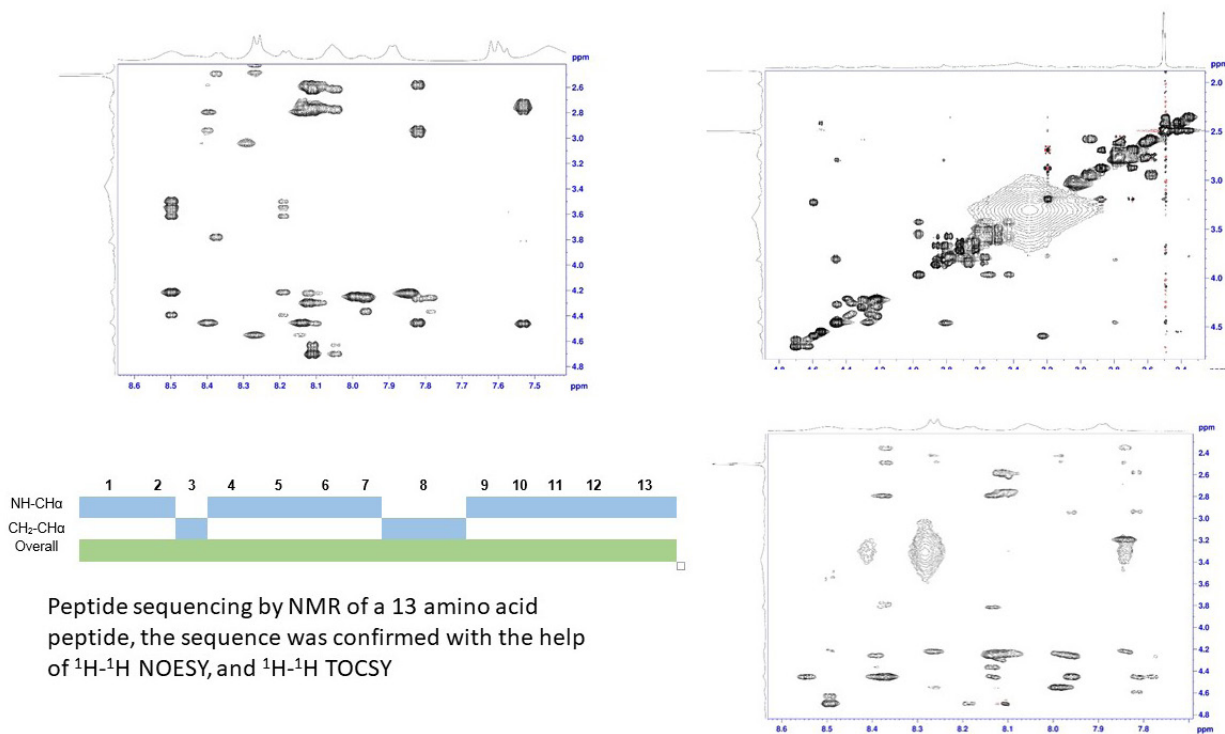 ppm
2.6
2.8
3.0
3.2
3.4
3.6
3.8
4.0
4.2
4.4
4.6
4.8
8.6 8.5 8.4 8.3 8.2 8.1 8.0 7.9 7.8 7.7 7.6 7.5 ppm
ppm
2.0
2.5
3.0
3.5
4.0
4.5
ppm
1 2 3 4 5 6 7 8 9 10 11 12 13
NH-CHα
CH₂-CHα
Overall
Peptide sequencing by NMR of a 13 amino acid
peptide, the sequence was confirmed with the help
of ¹H-¹H NOESY, and ¹H-¹H TOCSY
ppm
2.4
2.6
2.8
3.0
3.2
3.4
3.6
3.8
4.0
4.2
4.4
4.6
4.8
8.6 8.5 8.4 8.3 8.2 8.1 8.0 7.9 7.8 ppm